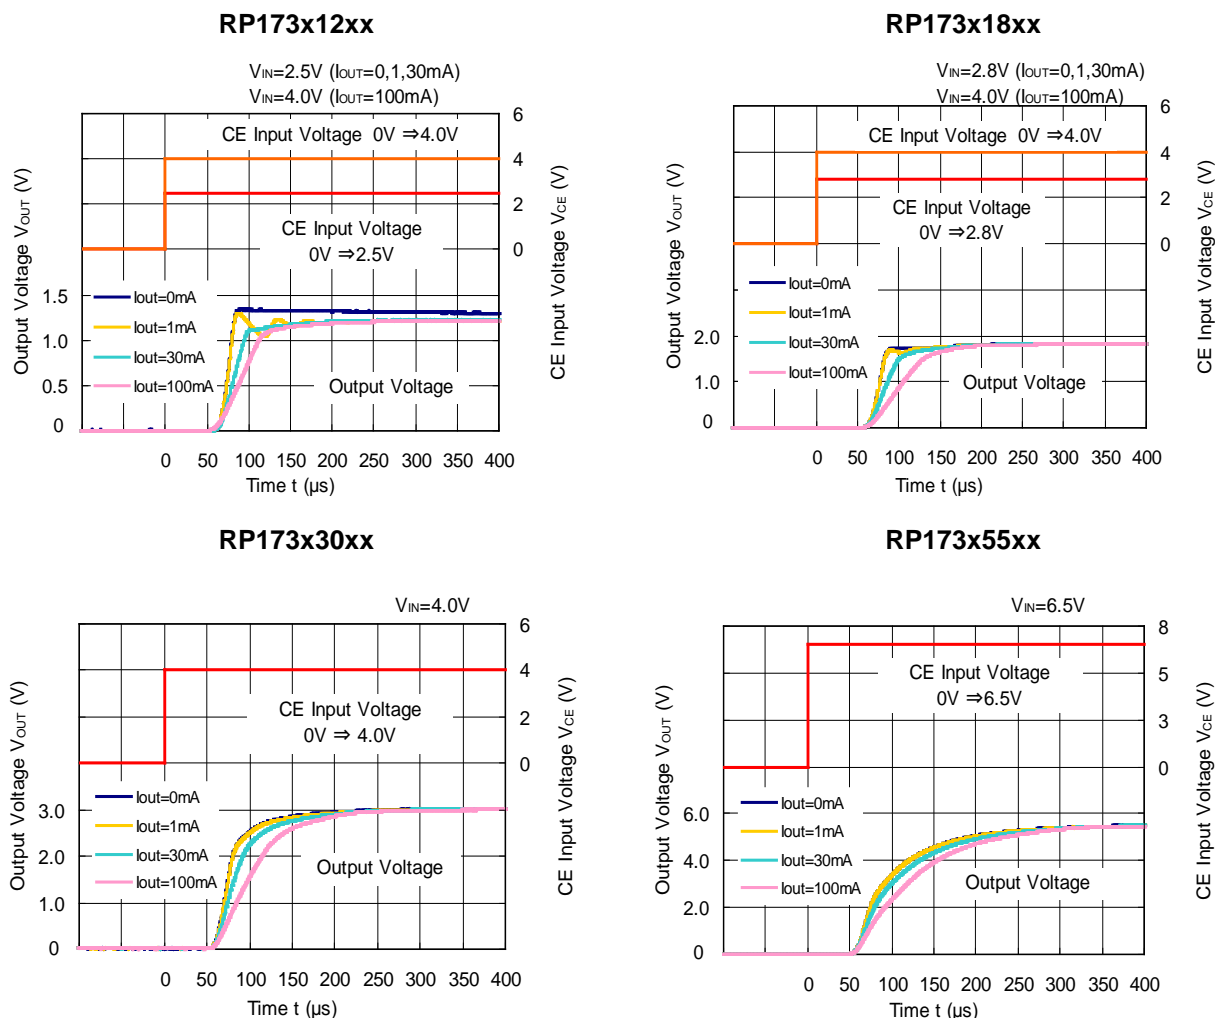 RP173x12xx
VIN=2.5V (IOUT=0,1,30mA)
VIN=4.0V (IOUT=100mA)
CE Input Voltage 0V ⇒4.0V
CE Input Voltage
0V ⇒2.5V
Iout=0mA
Iout=1mA
Iout=30mA
Iout=100mA
Output Voltage
Output Voltage VOUT (V)
1.5
1.0
0.5
0
CE Input Voltage VCE (V)
6
4
2
0
0 50 100 150 200 250 300 350 400
Time t (µs)
RP173x18xx
VIN=2.8V (IOUT=0,1,30mA)
VIN=4.0V (IOUT=100mA)
CE Input Voltage 0V ⇒4.0V
CE Input Voltage
0V ⇒2.8V
Iout=0mA
Iout=1mA
Iout=30mA
Iout=100mA
Output Voltage
Output Voltage VOUT (V)
2.0
1.0
0
CE Input Voltage VCE (V)
6
4
2
0
0 50 100 150 200 250 300 350 400
Time t (µs)
RP173x30xx
VIN=4.0V
CE Input Voltage
0V ⇒ 4.0V
Iout=0mA
Iout=1mA
Iout=30mA
Iout=100mA
Output Voltage
Output Voltage VOUT (V)
3.0
2.0
1.0
0
CE Input Voltage VCE (V)
6
4
2
0
0 50 100 150 200 250 300 350 400
Time t (µs)
RP173x55xx
VIN=6.5V
CE Input Voltage
0V ⇒6.5V
Iout=0mA
Iout=1mA
Iout=30mA
Iout=100mA
Output Voltage
Output Voltage VOUT (V)
6.0
4.0
2.0
0
CE Input Voltage VCE (V)
8
5
3
0
0 50 100 150 200 250 300 350 400
Time t (µs)